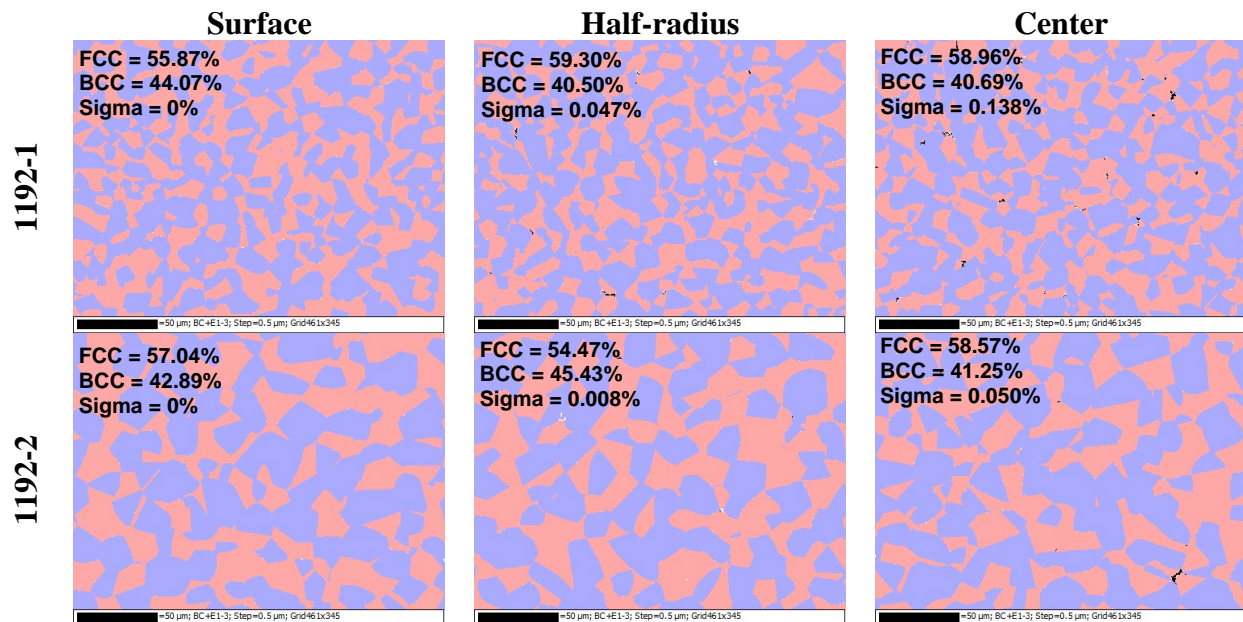 Surface
Half-radius
Center
1192-1
FCC = 55.87%
BCC = 44.07%
Sigma = 0%
=50 µm; BC+E1-3; Step=0.5 µm; Grid461x345
FCC = 59.30%
BCC = 40.50%
Sigma = 0.047%
=50 µm; BC+E1-3; Step=0.5 µm; Grid461x345
FCC = 58.96%
BCC = 40.69%
Sigma = 0.138%
=50 µm; BC+E1-3; Step=0.5 µm; Grid461x345
1192-2
FCC = 57.04%
BCC = 42.89%
Sigma = 0%
=50 µm; BC+E1-3; Step=0.5 µm; Grid461x345
FCC = 54.47%
BCC = 45.43%
Sigma = 0.008%
=50 µm; BC+E1-3; Step=0.5 µm; Grid461x345
FCC = 58.57%
BCC = 41.25%
Sigma = 0.050%
=50 µm; BC+E1-3; Step=0.5 µm; Grid461x345